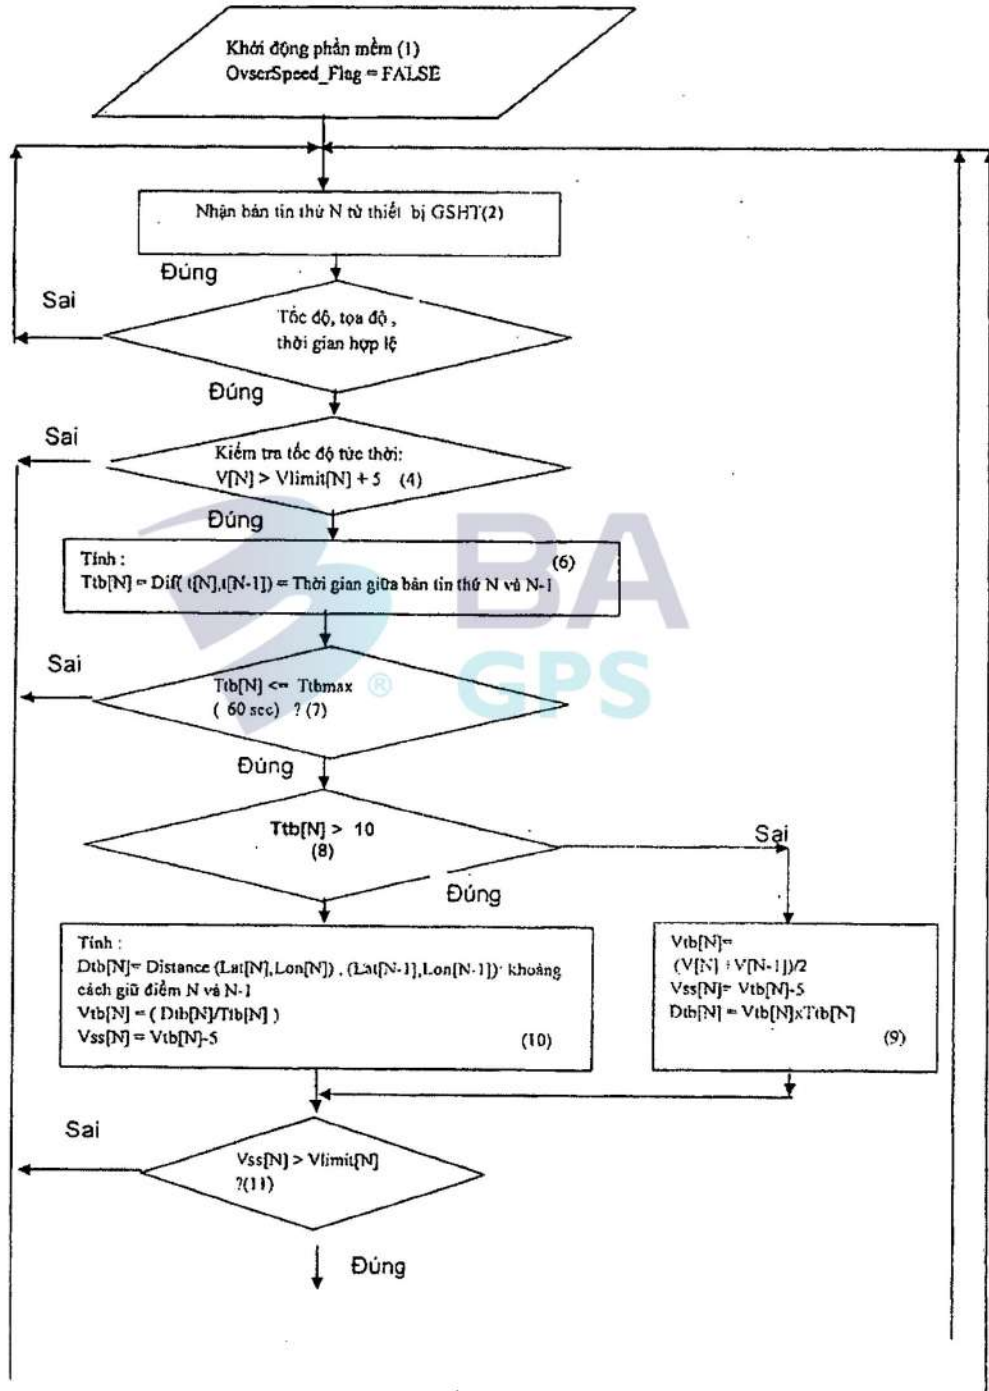 Khởi động phần mềm (1)
OvserSpeed_Flag = FALSE
Nhận bản tin thứ N từ thiết bị GSHT(2)
Đúng
Sai
Tốc độ, tọa độ ,
thời gian hợp lệ
Đúng
Sai
Kiểm tra tốc độ tức thời:
V[N] > Vlimit[N] + 5 (4)
Đúng
Tính :
(6)
Ttb[N] = Dif( t[N],t[N-1]) = Thời gian giữa bản tin thứ N và N-1
BA
GPS
®
Sai
Ttb[N] <= Ttbmax
( 60 sec) ? (7)
Đúng
Ttb[N] > 10
(8)
Sai
Đúng
Tính :
Dtb[N]= Distance (Lat[N],Lon[N]) , (Lat[N-1],Lon[N-1]): khoảng
cách giữ điểm N và N-1
Vtb[N] = ( Dtb[N]/Ttb[N] )
Vss[N] = Vtb[N]-5
(10)
Vtb[N]=
(V[N] + V[N-1])/2
Vss[N]= Vtb[N]-5
Dtb[N] = Vtb[N]xTtb[N]
(9)
Sai
Vss[N] > Vlimit[N]
?(11)
Đúng